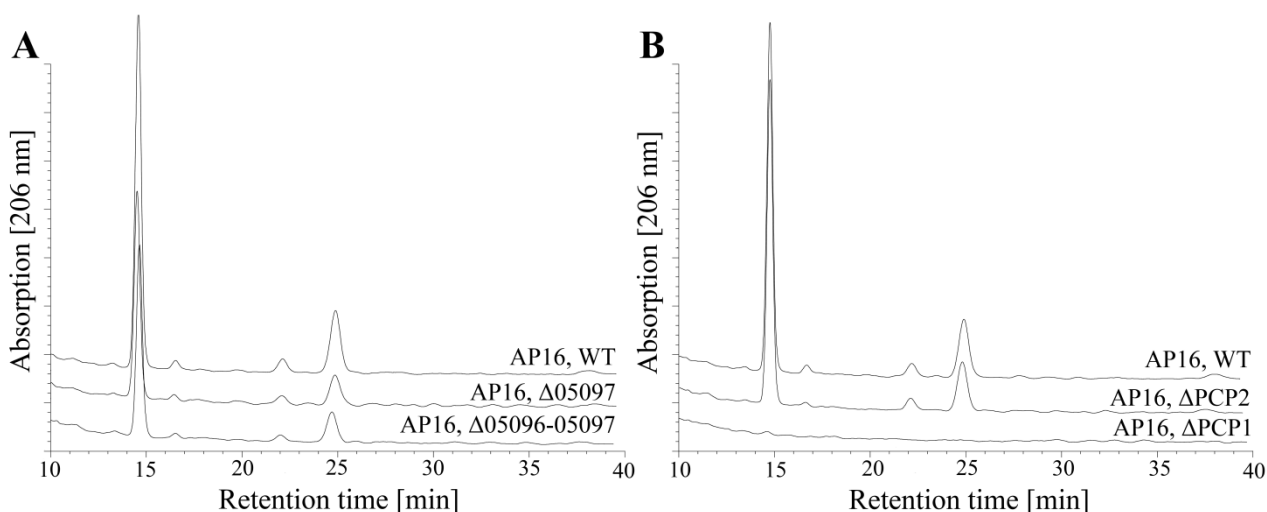 A
Absorption [206 nm]
AP16, WT
AP16, Δ05097
AP16, Δ05096-05097
10 15 20 25 30 35 40
Retention time [min]
B
Absorption [206 nm]
AP16, WT
AP16, ΔPCP2
AP16, ΔPCP1
10 15 20 25 30 35 40
Retention time [min]